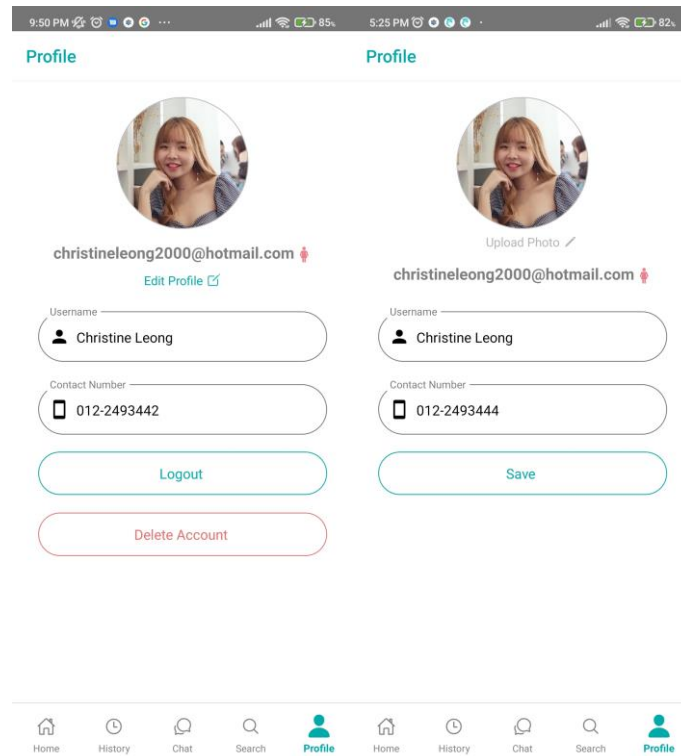 9:50 PM
85%
Profile
christineleong2000@hotmail.com
Edit Profile
Username
Christine Leong
Contact Number
012-2493442
Logout
Delete Account
Home History Chat Search Profile
5:25 PM
82%
Profile
Upload Photo
christineleong2000@hotmail.com
Username
Christine Leong
Contact Number
012-2493444
Save
Home History Chat Search Profile